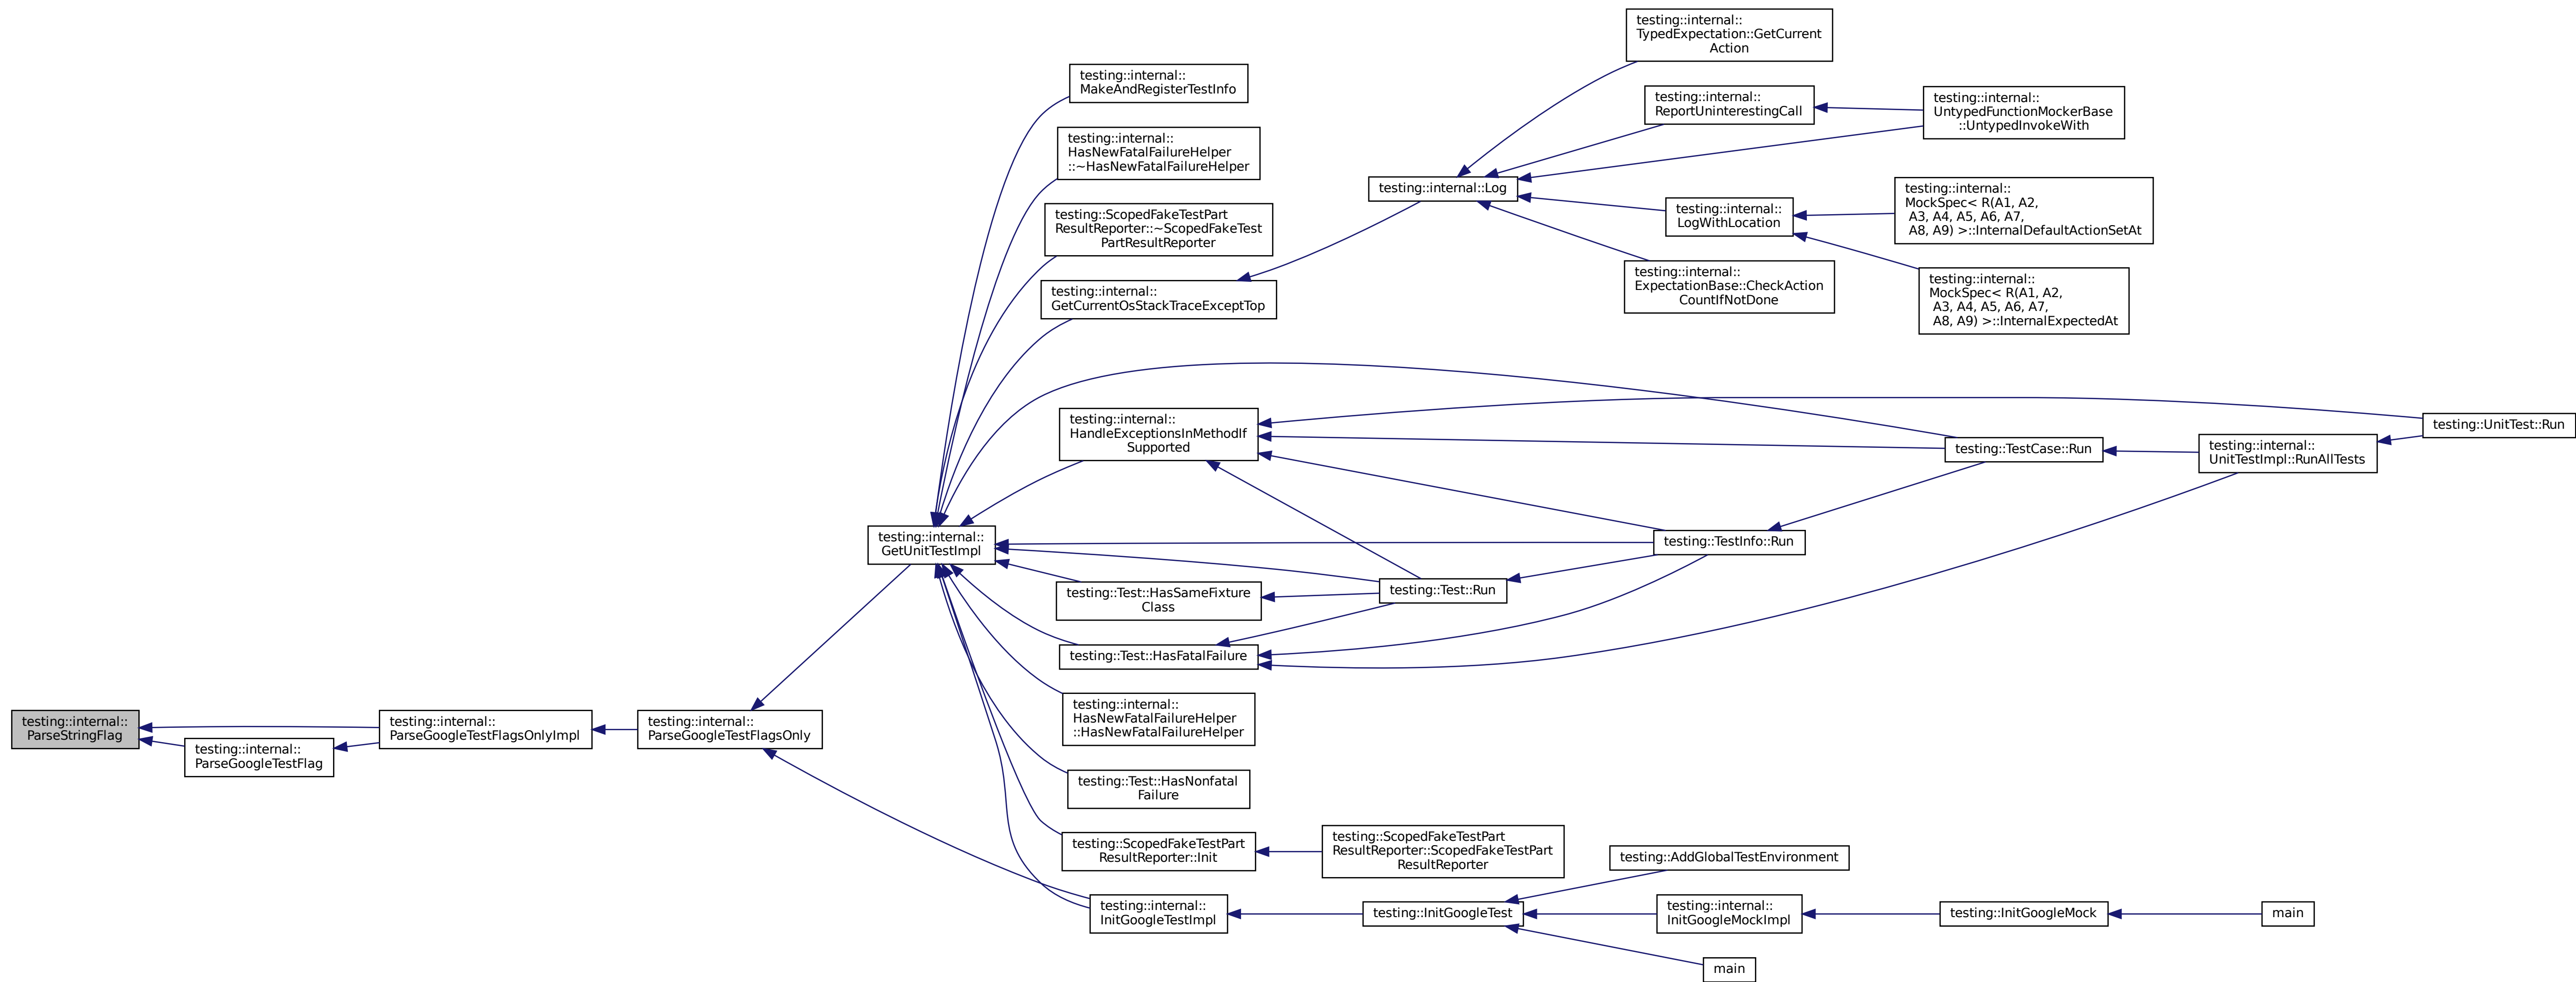 testing::internal::
TypedExpectation::GetCurrent
Action
testing::internal::
MakeAndRegisterTestInfo
testing::internal::
ReportUninterestingCall
testing::internal::
UntypedFunctionMockerBase
::UntypedInvokeWith
testing::internal::
HasNewFatalFailureHelper
::~HasNewFatalFailureHelper
testing::internal::Log
testing::internal::
MockSpec< R(A1, A2,
A3, A4, A5, A6, A7,
A8, A9) >::InternalDefaultActionSetAt
testing::ScopedFakeTestPart
ResultReporter::~ScopedFakeTest
PartResultReporter
testing::internal::
LogWithLocation
testing::internal::
GetCurrentOsStackTraceExceptTop
testing::internal::
ExpectationBase::CheckAction
CountIfNotDone
testing::internal::
MockSpec< R(A1, A2,
A3, A4, A5, A6, A7,
A8, A9) >::InternalExpectedAt
testing::internal::
HandleExceptionsInMethodIf
Supported
testing::UnitTest::Run
testing::TestCase::Run
testing::internal::
UnitTestImpl::RunAllTests
testing::internal::
GetUnitTestImpl
testing::TestInfo::Run
testing::Test::HasSameFixture
Class
testing::Test::Run
testing::Test::HasFatalFailure
testing::internal::
HasNewFatalFailureHelper
::HasNewFatalFailureHelper
testing::internal::
ParseStringFlag
testing::internal::
ParseGoogleTestFlag
testing::internal::
ParseGoogleTestFlagsOnlyImpl
testing::internal::
ParseGoogleTestFlagsOnly
testing::Test::HasNonfatal
Failure
testing::ScopedFakeTestPart
ResultReporter::Init
testing::ScopedFakeTestPart
ResultReporter::ScopedFakeTestPart
ResultReporter
testing::AddGlobalTestEnvironment
testing::internal::
InitGoogleTestImpl
testing::InitGoogleTest
testing::internal::
InitGoogleMockImpl
testing::InitGoogleMock
main
main